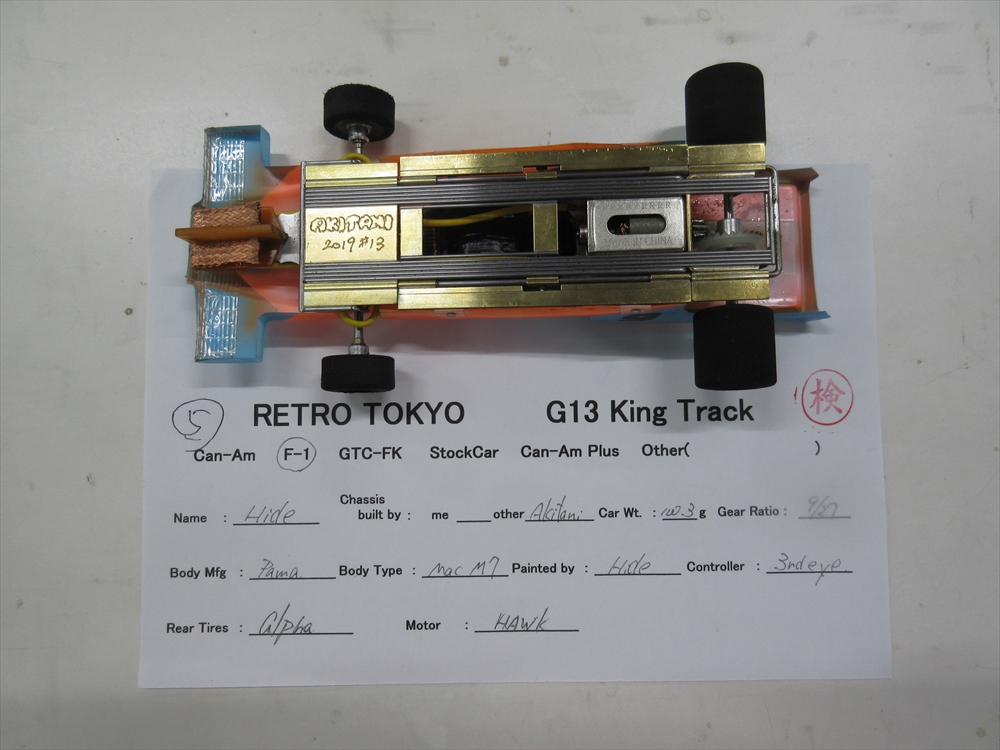 AKITANI
2019 #13
MADE IN CHINA
5 RETRO TOKYO G13 King Track 検
Can-Am F-1 GTC-FK StockCar Can-Am Plus Other( )
Name : Hide Chassis built by : me other Akitani Car Wt. : 100.3 g Gear Ratio : 9/37
Body Mfg : Pama Body Type : Mac M7 Painted by : Hide Controller : 3nd eye
Rear Tires : Alpha Motor : HAWK